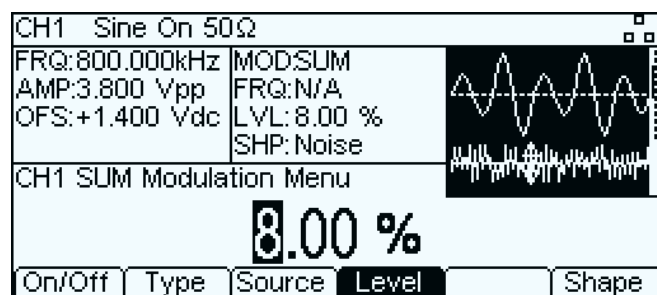 CH1 Sine On 50Ω
FRQ:800.000kHz
AMP:3.800 Vpp
OFS:+1.400 Vdc
MOD:SUM
FRQ:N/A
LVL:8.00 %
SHP:Noise
CH1 SUM Modulation Menu
8.00 %
On/Off Type Source Level Shape